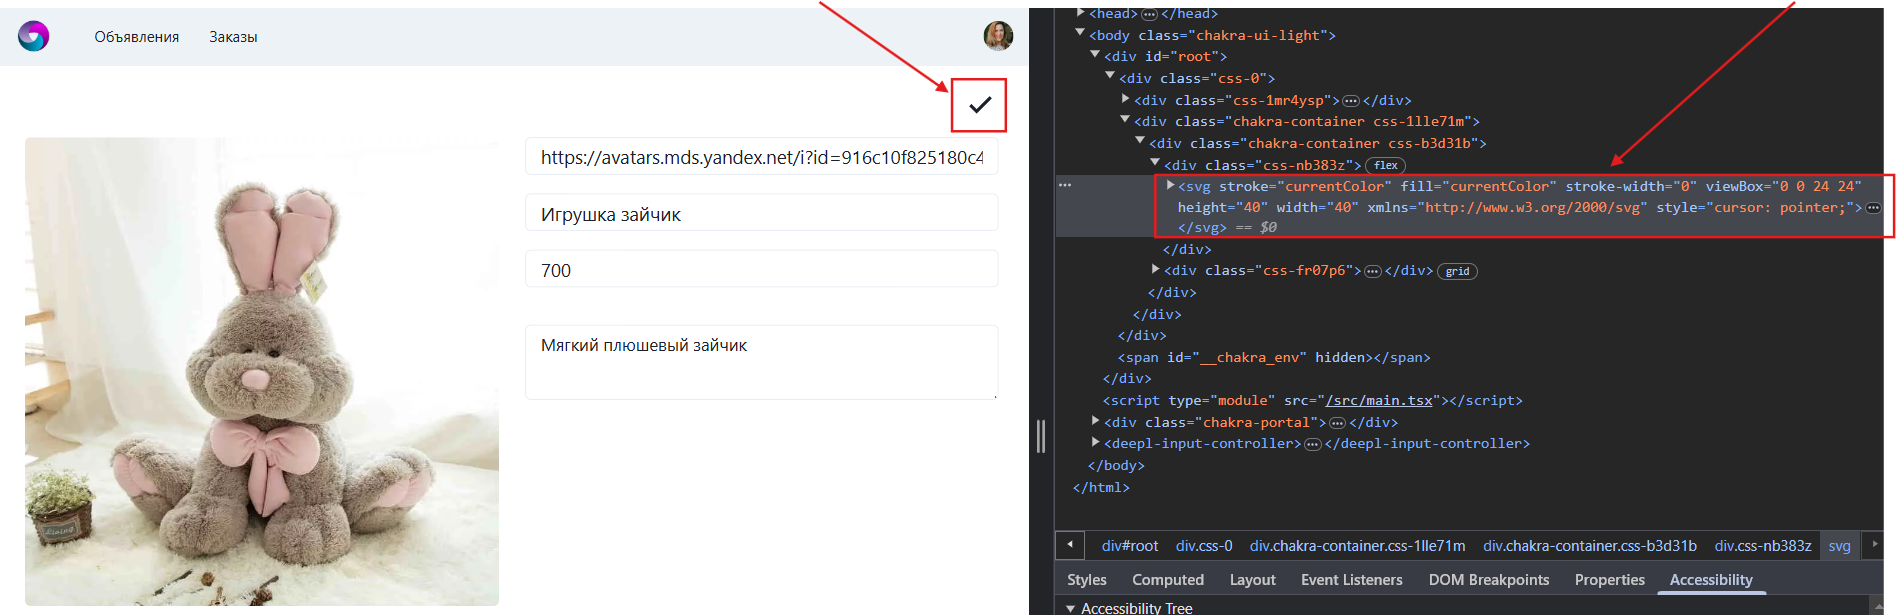 Объявления Заказы
https://avatars.mds.yandex.net/i?id=916c10f825180c4
Игрушка зайчик
700
Мягкий плюшевый зайчик
Living
<head>…</head>
<body class="chakra-ui-light">
<div id="root">
<div class="css-0">
<div class="css-1mr4ysp">…</div>
<div class="chakra-container css-1lle71m">
<div class="chakra-container css-b3d31b">
<div class="css-nb383z"> flex
<svg stroke="currentColor" fill="currentColor" stroke-width="0" viewBox="0 0 24 24"
height="40" width="40" xmlns="http://www.w3.org/2000/svg" style="cursor: pointer;">…
</svg> == $0
</div>
<div class="css-fr07p6">…</div> grid
</div>
</div>
</div>
<span id="__chakra_env" hidden></span>
</div>
<script type="module" src="/src/main.tsx"></script>
<div class="chakra-portal">…</div>
<deepl-input-controller>…</deepl-input-controller>
</body>
</html>
div#root div.css-0 div.chakra-container.css-1lle71m div.chakra-container.css-b3d31b div.css-nb383z svg
Styles Computed Layout Event Listeners DOM Breakpoints Properties Accessibility
Accessibility Tree